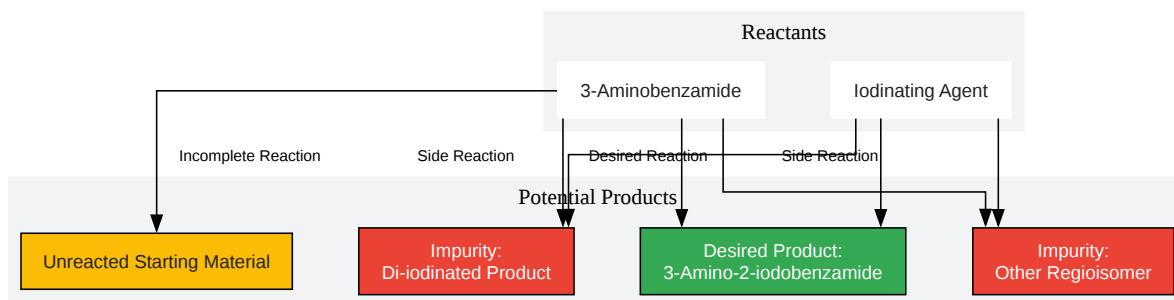 Reactants
3-Aminobenzamide
Iodinating Agent
Incomplete Reaction
Side Reaction
Desired Reaction
Side Reaction
Potential Products
Unreacted Starting Material
Impurity:
Di-iodinated Product
Desired Product:
3-Amino-2-iodobenzamide
Impurity:
Other Regioisomer